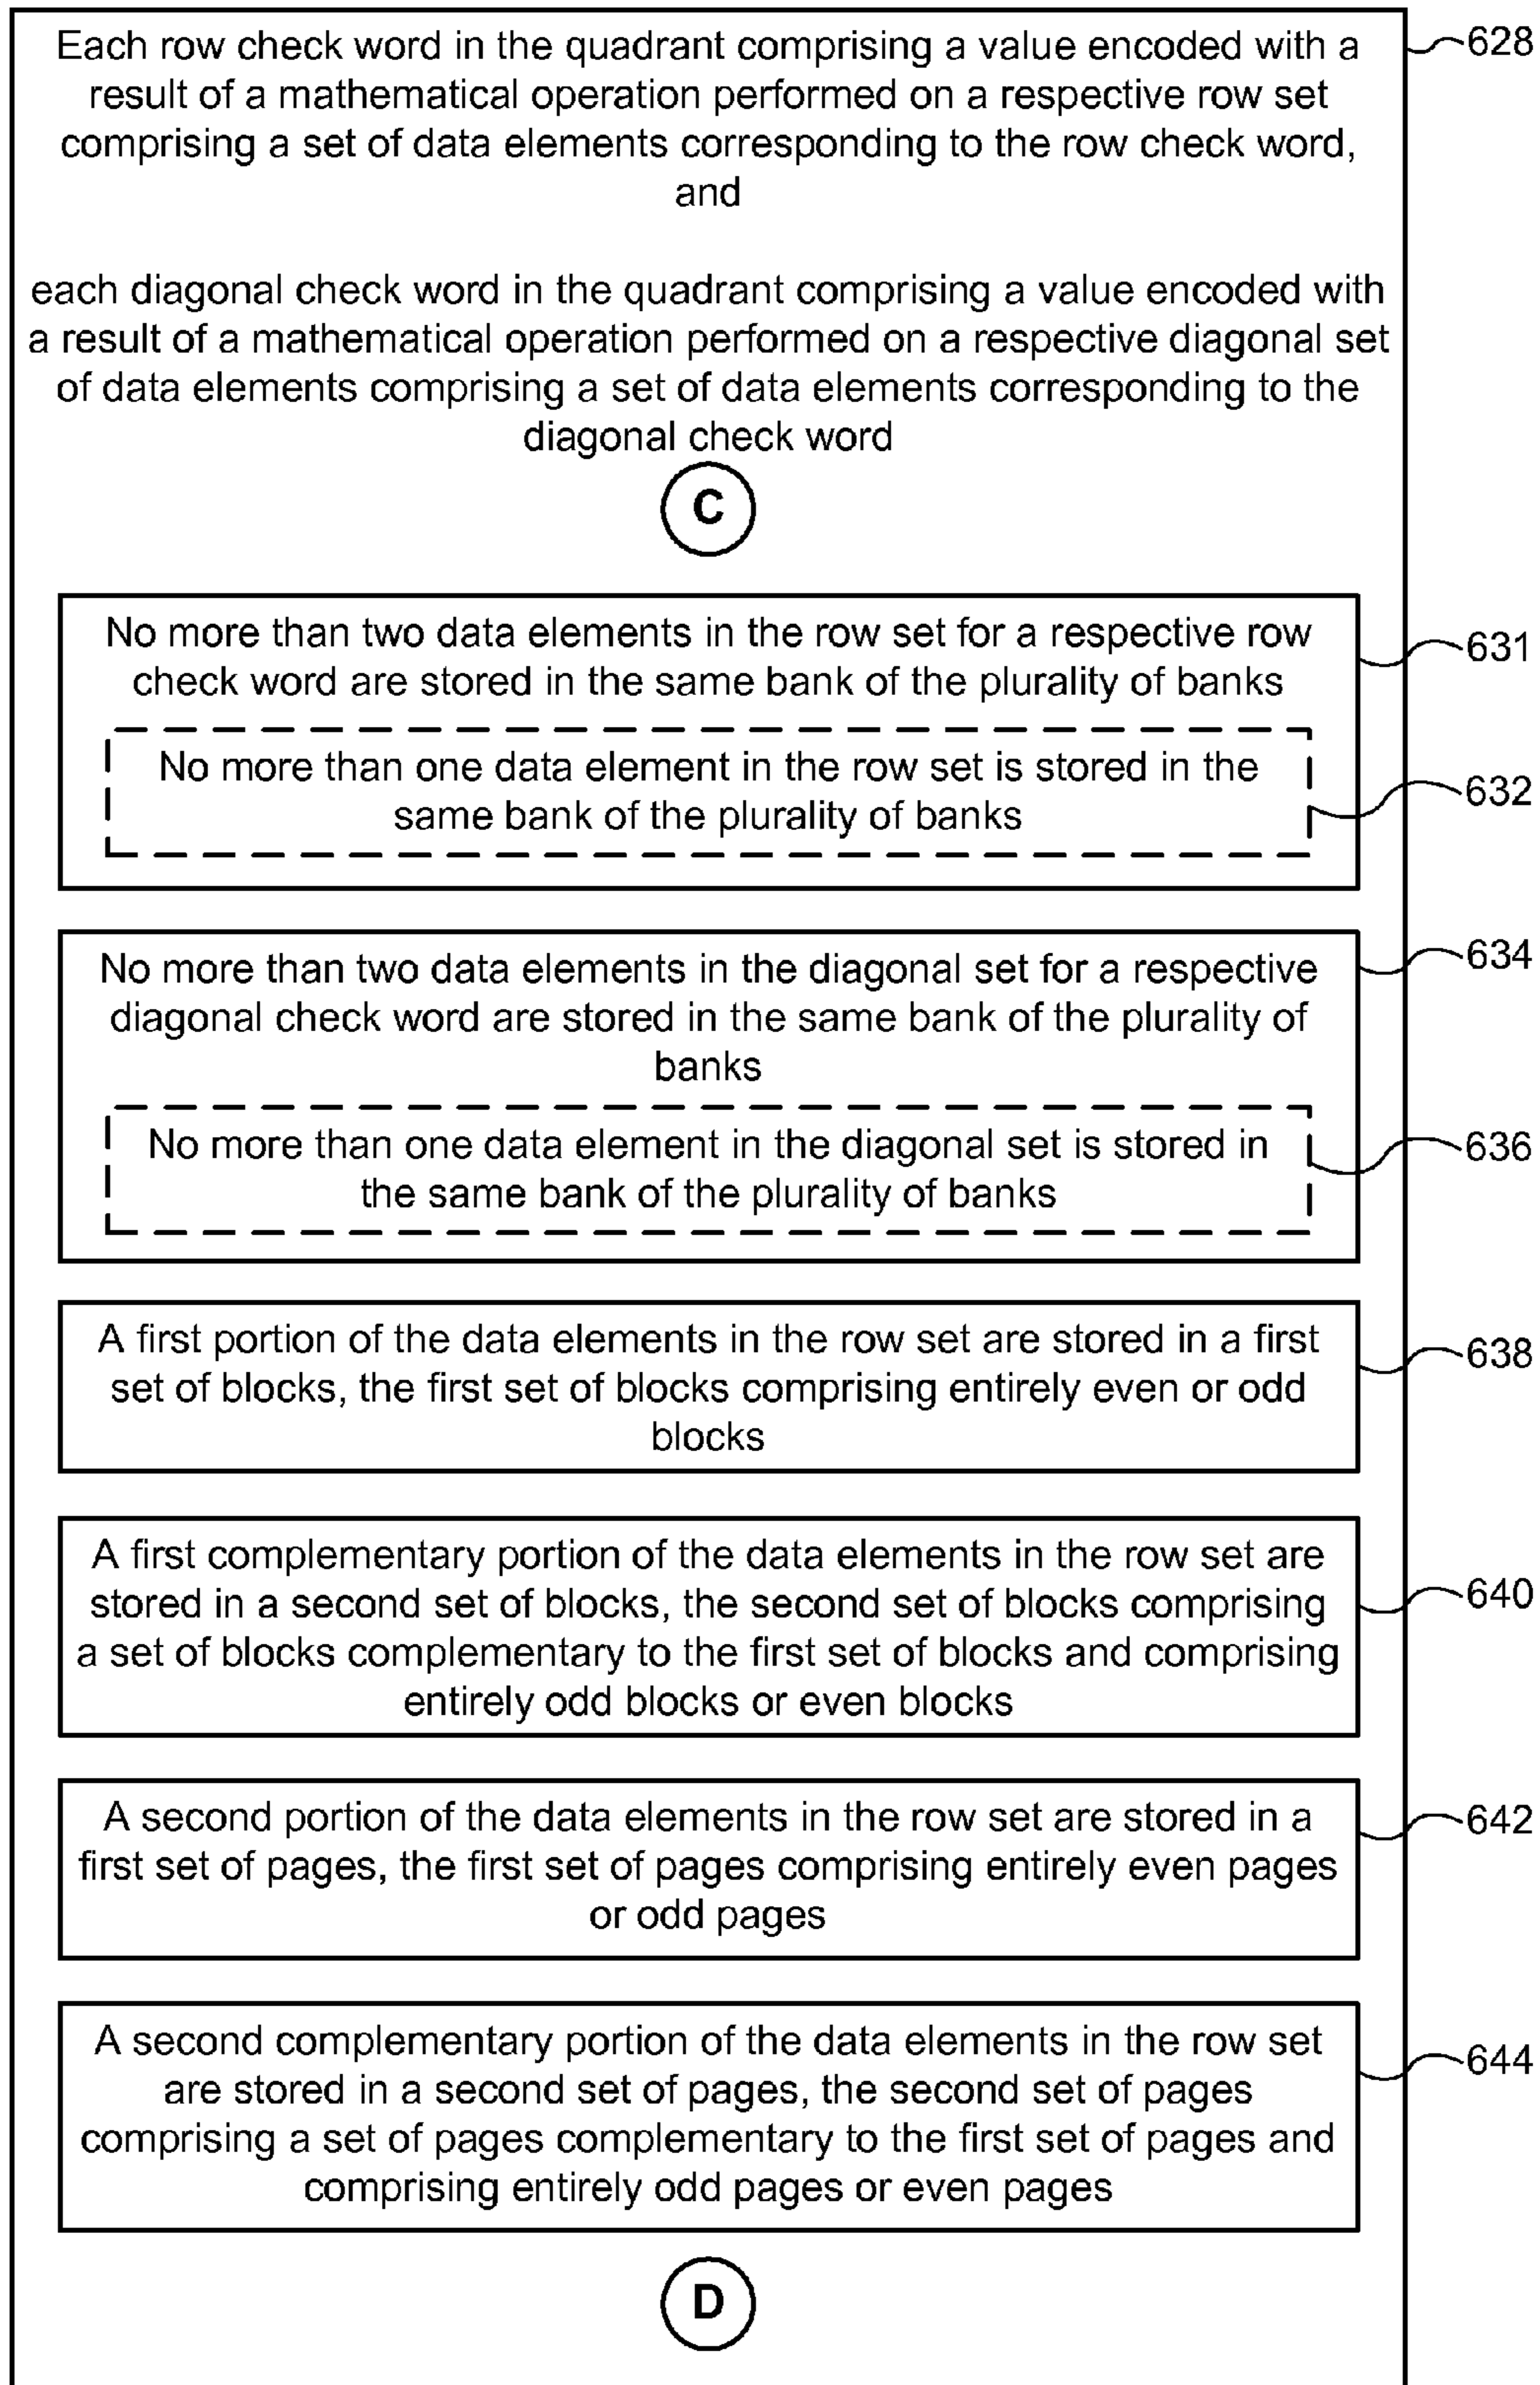 Each row check word in the quadrant comprising a value encoded with a
result of a mathematical operation performed on a respective row set
comprising a set of data elements corresponding to the row check word,
and
628
each diagonal check word in the quadrant comprising a value encoded with
a result of a mathematical operation performed on a respective diagonal set
of data elements comprising a set of data elements corresponding to the
diagonal check word
C
No more than two data elements in the row set for a respective row
check word are stored in the same bank of the plurality of banks
631
No more than one data element in the row set is stored in the
same bank of the plurality of banks
632
No more than two data elements in the diagonal set for a respective
diagonal check word are stored in the same bank of the plurality of
banks
634
No more than one data element in the diagonal set is stored in
the same bank of the plurality of banks
636
A first portion of the data elements in the row set are stored in a first
set of blocks, the first set of blocks comprising entirely even or odd
blocks
638
A first complementary portion of the data elements in the row set are
stored in a second set of blocks, the second set of blocks comprising
a set of blocks complementary to the first set of blocks and comprising
entirely odd blocks or even blocks
640
A second portion of the data elements in the row set are stored in a
first set of pages, the first set of pages comprising entirely even pages
or odd pages
642
A second complementary portion of the data elements in the row set
are stored in a second set of pages, the second set of pages
comprising a set of pages complementary to the first set of pages and
comprising entirely odd pages or even pages
644
D